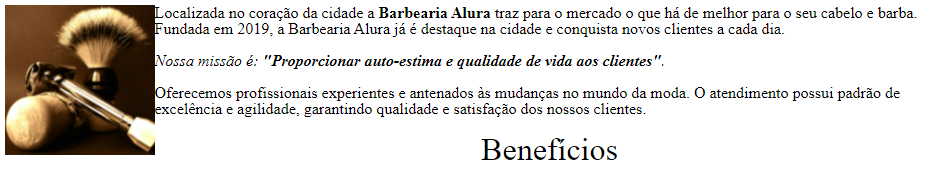 Localizada no coração da cidade a Barbearia Alura traz para o mercado o que há de melhor para o seu cabelo e barba.
Fundada em 2019, a Barbearia Alura já é destaque na cidade e conquista novos clientes a cada dia.
Nossa missão é: "Proporcionar auto-estima e qualidade de vida aos clientes".
Oferecemos profissionais experientes e antenados às mudanças no mundo da moda. O atendimento possui padrão de
excelência e agilidade, garantindo qualidade e satisfação dos nossos clientes.
Benefícios